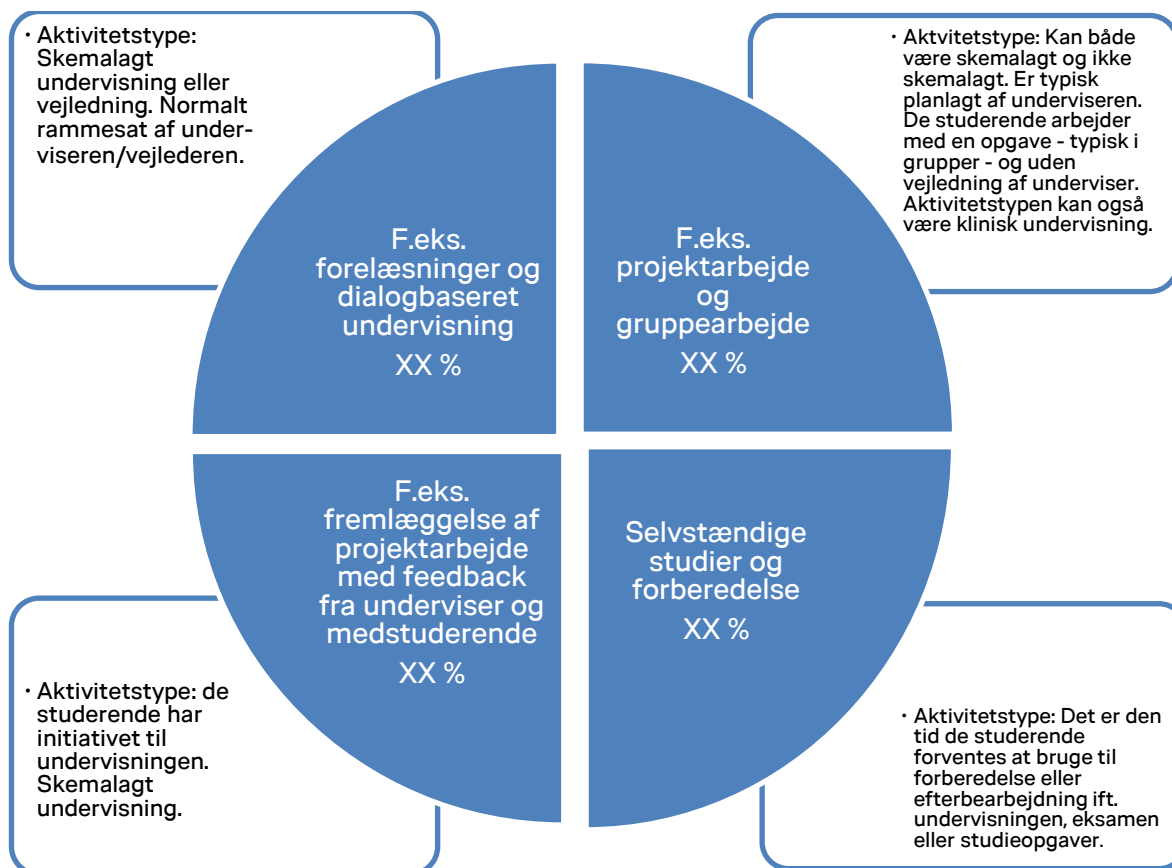 · Aktivitetstype:
Skemalagt
undervisning eller
vejledning. Normalt
rammesat af under-
viseren/vejlederen.
· Aktvitetstype: Kan både
være skemalagt og ikke
skemalagt. Er typisk
planlagt af underviseren.
De studerende arbejder
med en opgave - typisk i
grupper - og uden
vejledning af underviser.
Aktivitetstypen kan også
være klinisk undervisning.
F.eks.
forelæsninger og
dialogbaseret
undervisning
XX %
F.eks.
projektarbejde
og
gruppearbejde
XX %
F.eks.
fremlæggelse af
projektarbejde
med feedback
fra underviser og
medstuderende
XX %
Selvstændige
studier og
forberedelse
XX %
· Aktivitetstype: de
studerende har
initiativet til
undervisningen.
Skemalagt
undervisning.
· Aktivitetstype: Det er den
tid de studerende
forventes at bruge til
forberedelse eller
efterbearbejdning ift.
undervisningen, eksamen
eller studieopgaver.